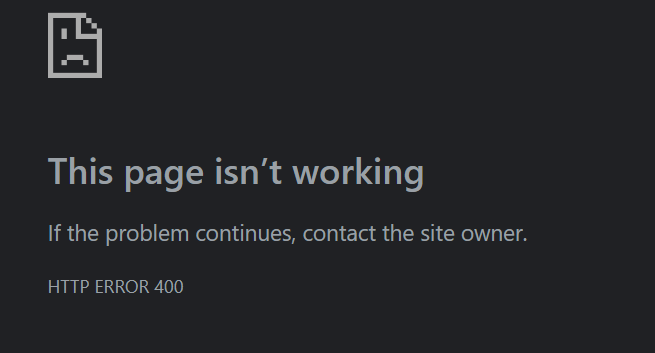 This page isn’t working
If the problem continues, contact the site owner.
HTTP ERROR 400